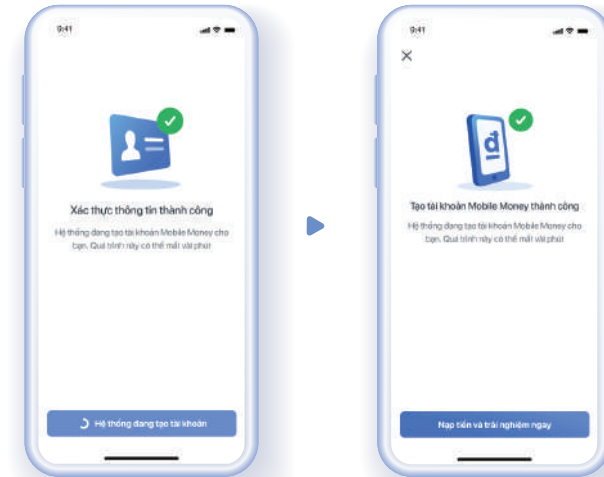 9:41
Xác thực thông tin thành công
Hệ thống đang tạo tài khoản Mobile Money cho
bạn. Quá trình này có thể mất vài phút
Hệ thống đang tạo tài khoản
9:41
đ
Tạo tài khoản Mobile Money thành công
Hệ thống đang tạo tài khoản Mobile Money cho
bạn. Quá trình này có thể mất vài phút
Nạp tiền và trải nghiệm ngay